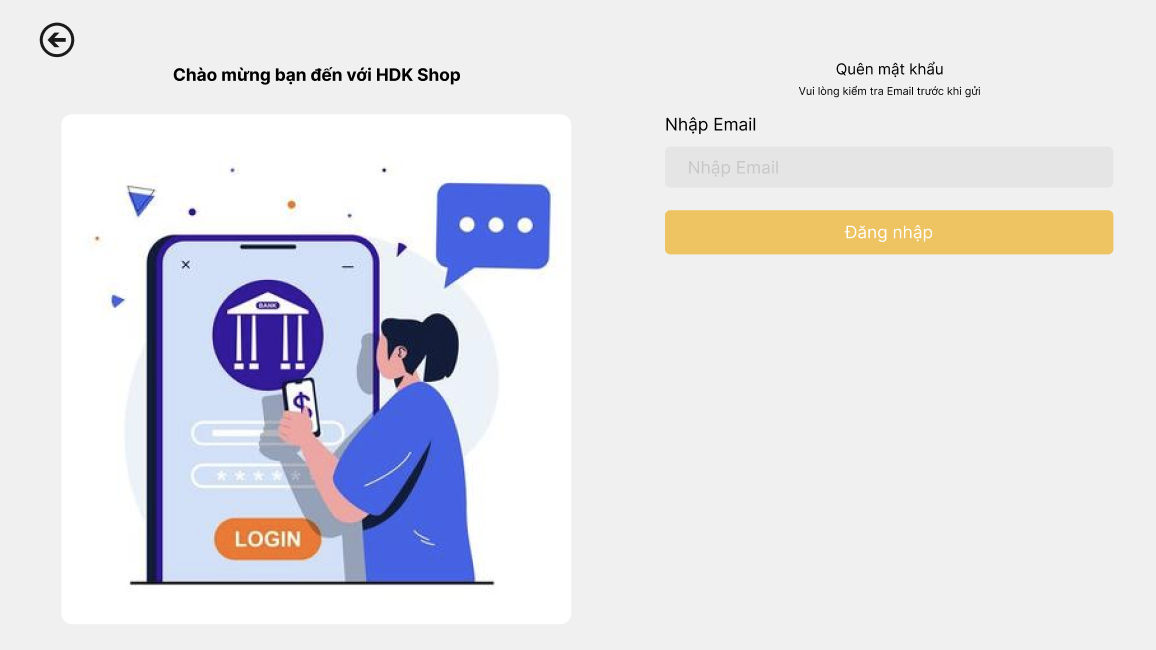 Chào mừng bạn đến với HDK Shop
BANK
$
* * * * *
LOGIN
Quên mật khẩu
Vui lòng kiểm tra Email trước khi gửi
Nhập Email
Nhập Email
Đăng nhập